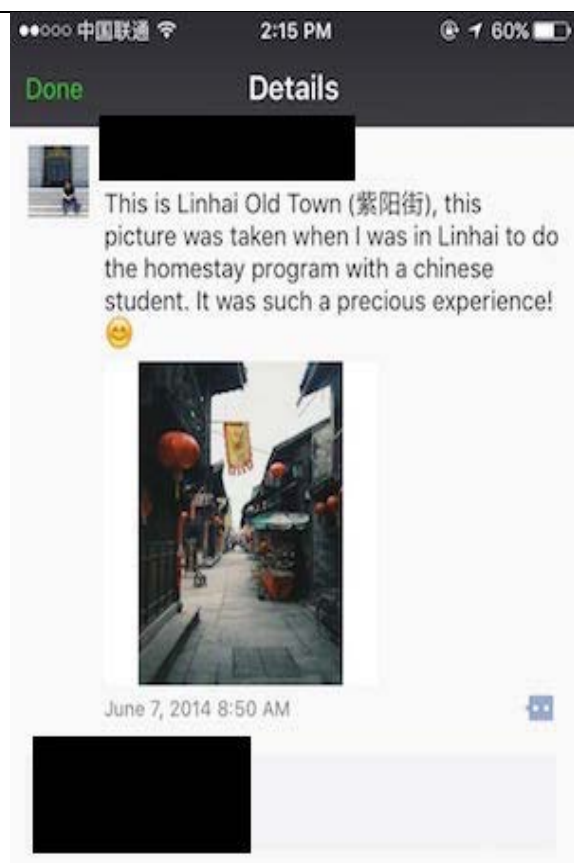 中国联通 2:15 PM 60%
Done Details
This is Linhai Old Town (紫阳街), this
picture was taken when I was in Linhai to do
the homestay program with a chinese
student. It was such a precious experience!
😊
June 7, 2014 8:50 AM